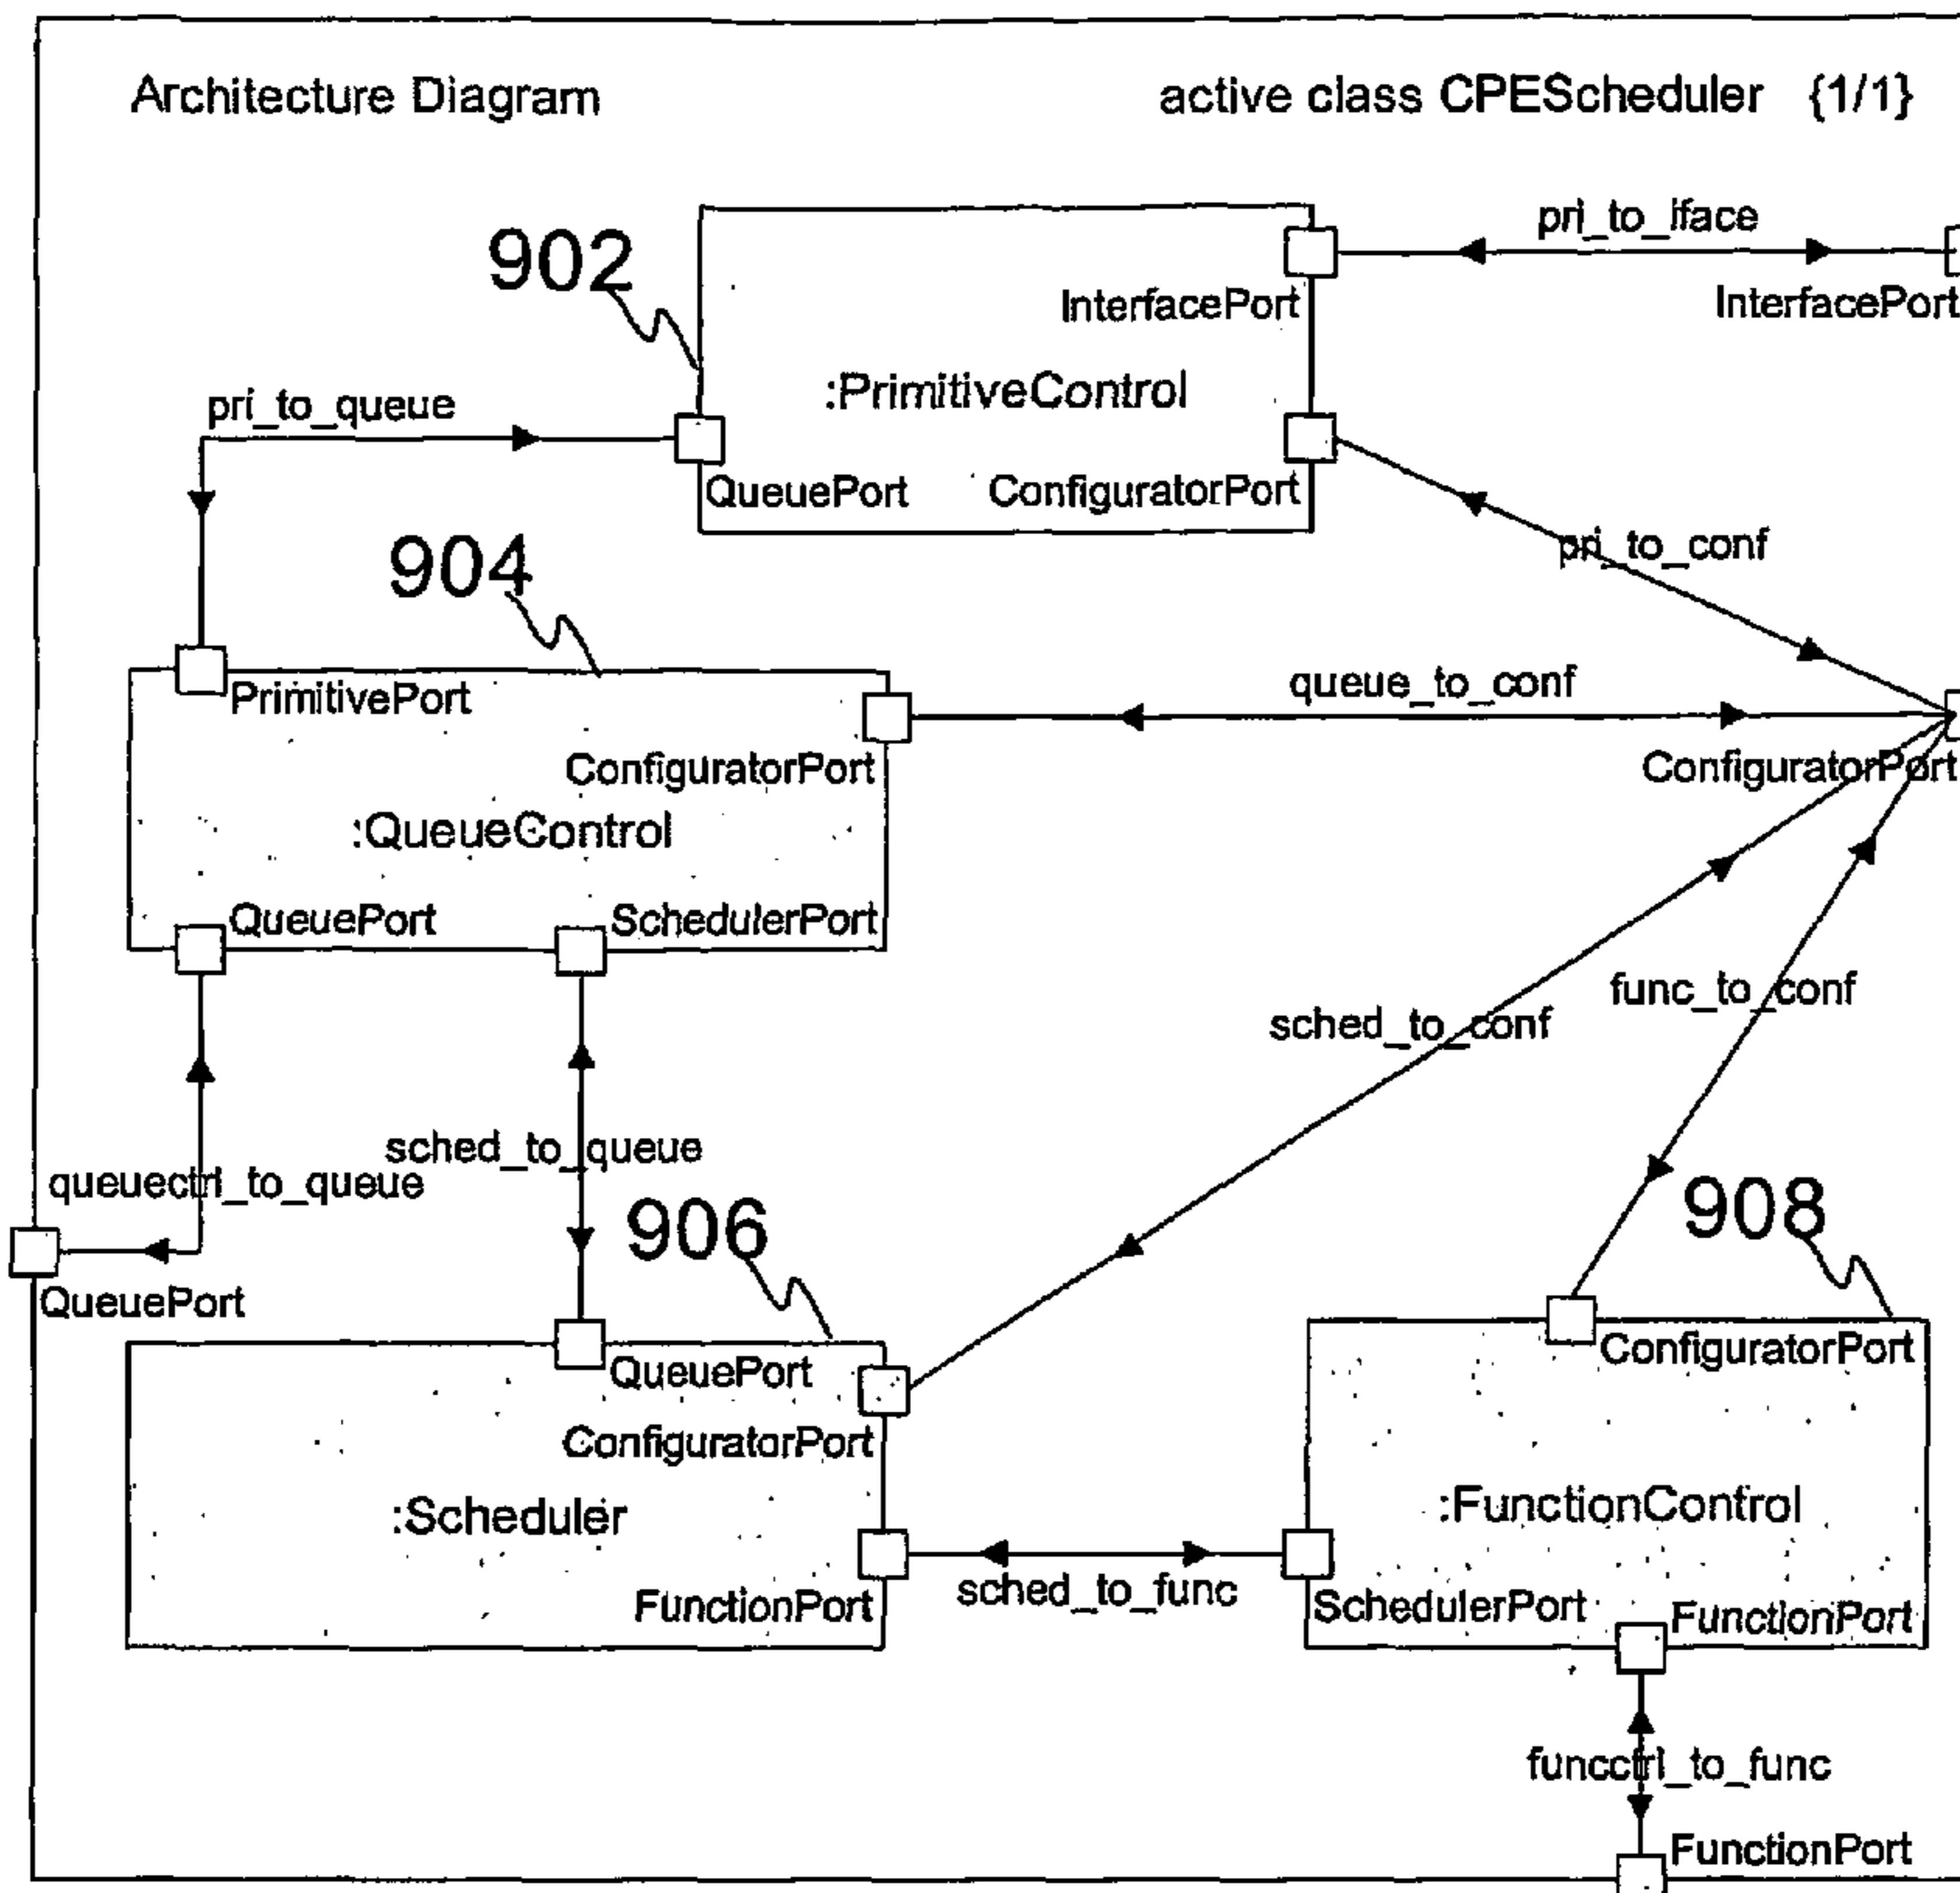 Architecture Diagram
active class CPEScheduler {1/1}
902
pri_to_iface
InterfacePort
InterfacePort
:PrimitiveControl
pri_to_queue
QueuePort
ConfiguratorPort
pri_to_conf
904
PrimitivePort
queue_to_conf
ConfiguratorPort
ConfiguratorPort
:QueueControl
QueuePort
SchedulerPort
func_to_conf
sched_to_conf
sched_to_queue
queuectrl_to_queue
906
908
QueuePort
ConfiguratorPort
QueuePort
ConfiguratorPort
:Scheduler
:FunctionControl
sched_to_func
FunctionPort
SchedulerPort
FunctionPort
funcctrl_to_func
FunctionPort